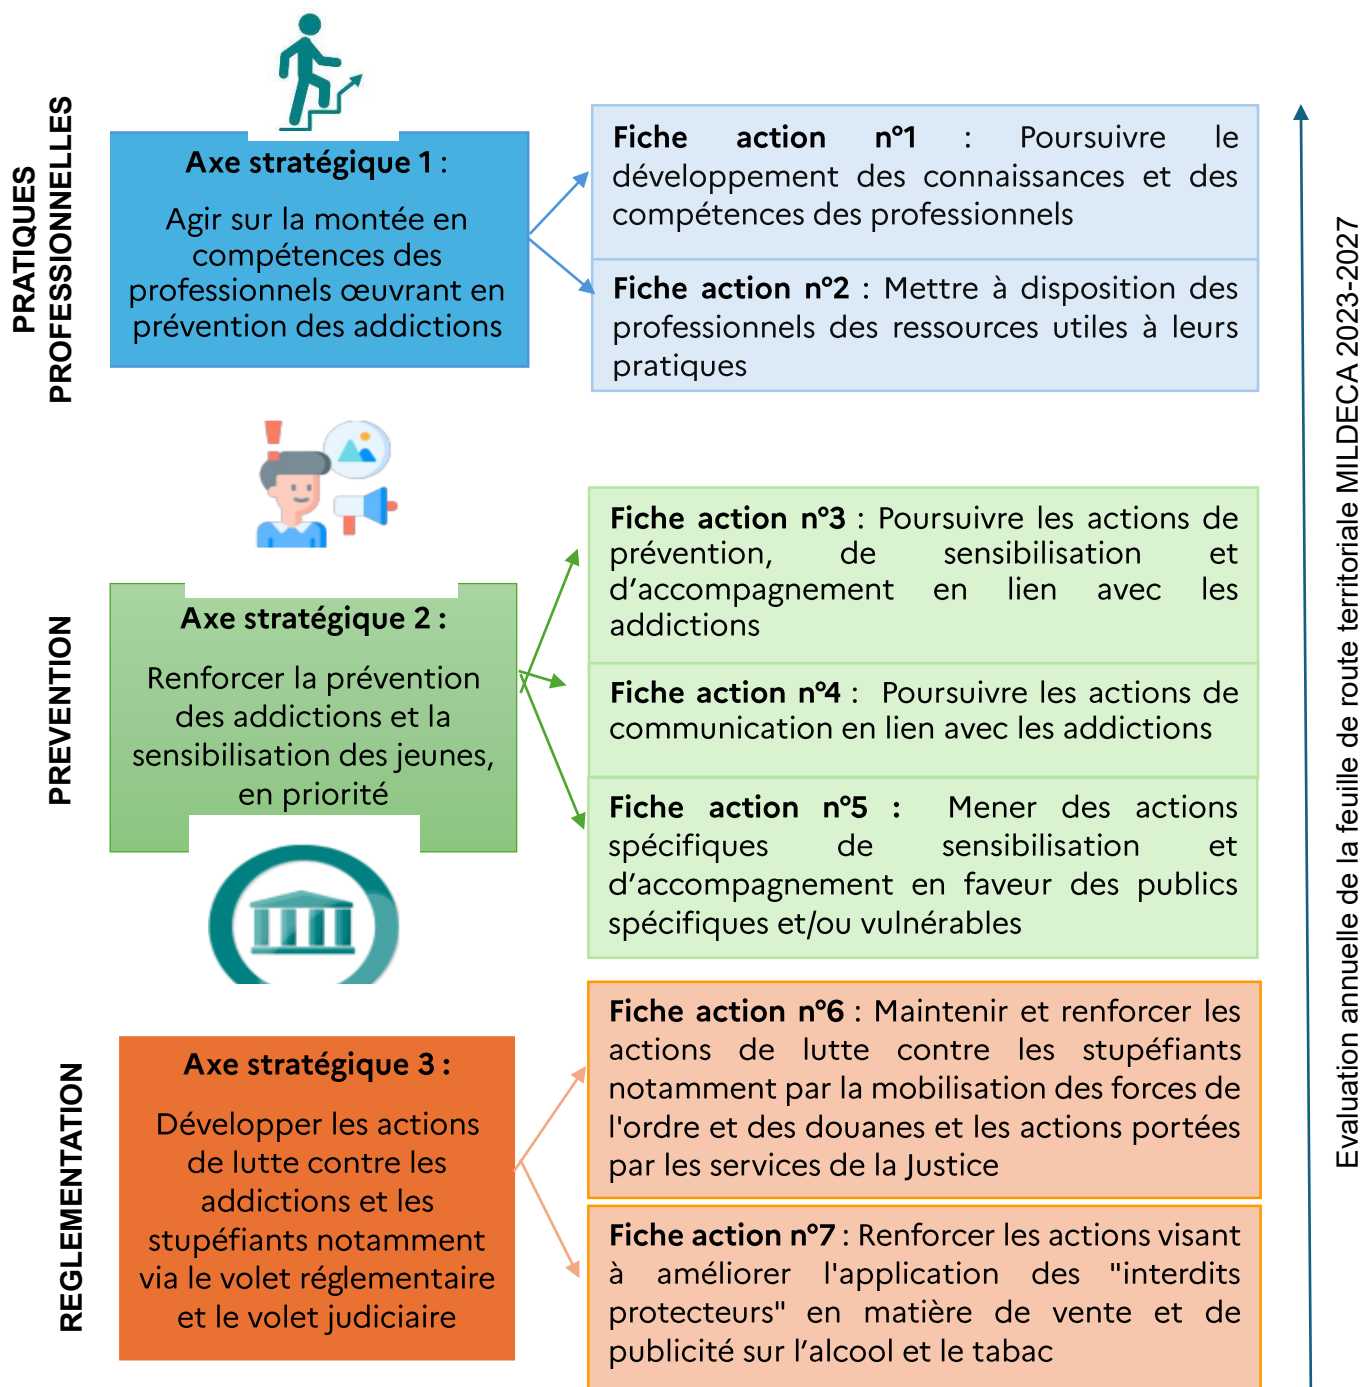 PRATIQUES
PROFESSIONNELLES
Axe stratégique 1 :
Agir sur la montée en
compétences des
professionnels œuvrant en
prévention des addictions
Fiche action n°1 : Poursuivre le
développement des connaissances et des
compétences des professionnels
Fiche action n°2 : Mettre à disposition des
professionnels des ressources utiles à leurs
pratiques
PREVENTION
Axe stratégique 2 :
Renforcer la prévention
des addictions et la
sensibilisation des jeunes,
en priorité
Fiche action n°3 : Poursuivre les actions de
prévention, de sensibilisation et
d’accompagnement en lien avec les
addictions
Fiche action n°4 : Poursuivre les actions de
communication en lien avec les addictions
Fiche action n°5 : Mener des actions
spécifiques de sensibilisation et
d’accompagnement en faveur des publics
spécifiques et/ou vulnérables
REGLEMENTATION
Axe stratégique 3 :
Développer les actions
de lutte contre les
addictions et les
stupéfiants notamment
via le volet réglementaire
et le volet judiciaire
Fiche action n°6 : Maintenir et renforcer les
actions de lutte contre les stupéfiants
notamment par la mobilisation des forces de
l'ordre et des douanes et les actions portées
par les services de la Justice
Fiche action n°7 : Renforcer les actions visant
à améliorer l'application des "interdits
protecteurs" en matière de vente et de
publicité sur l’alcool et le tabac
Evaluation annuelle de la feuille de route territoriale MILDECA 2023-2027